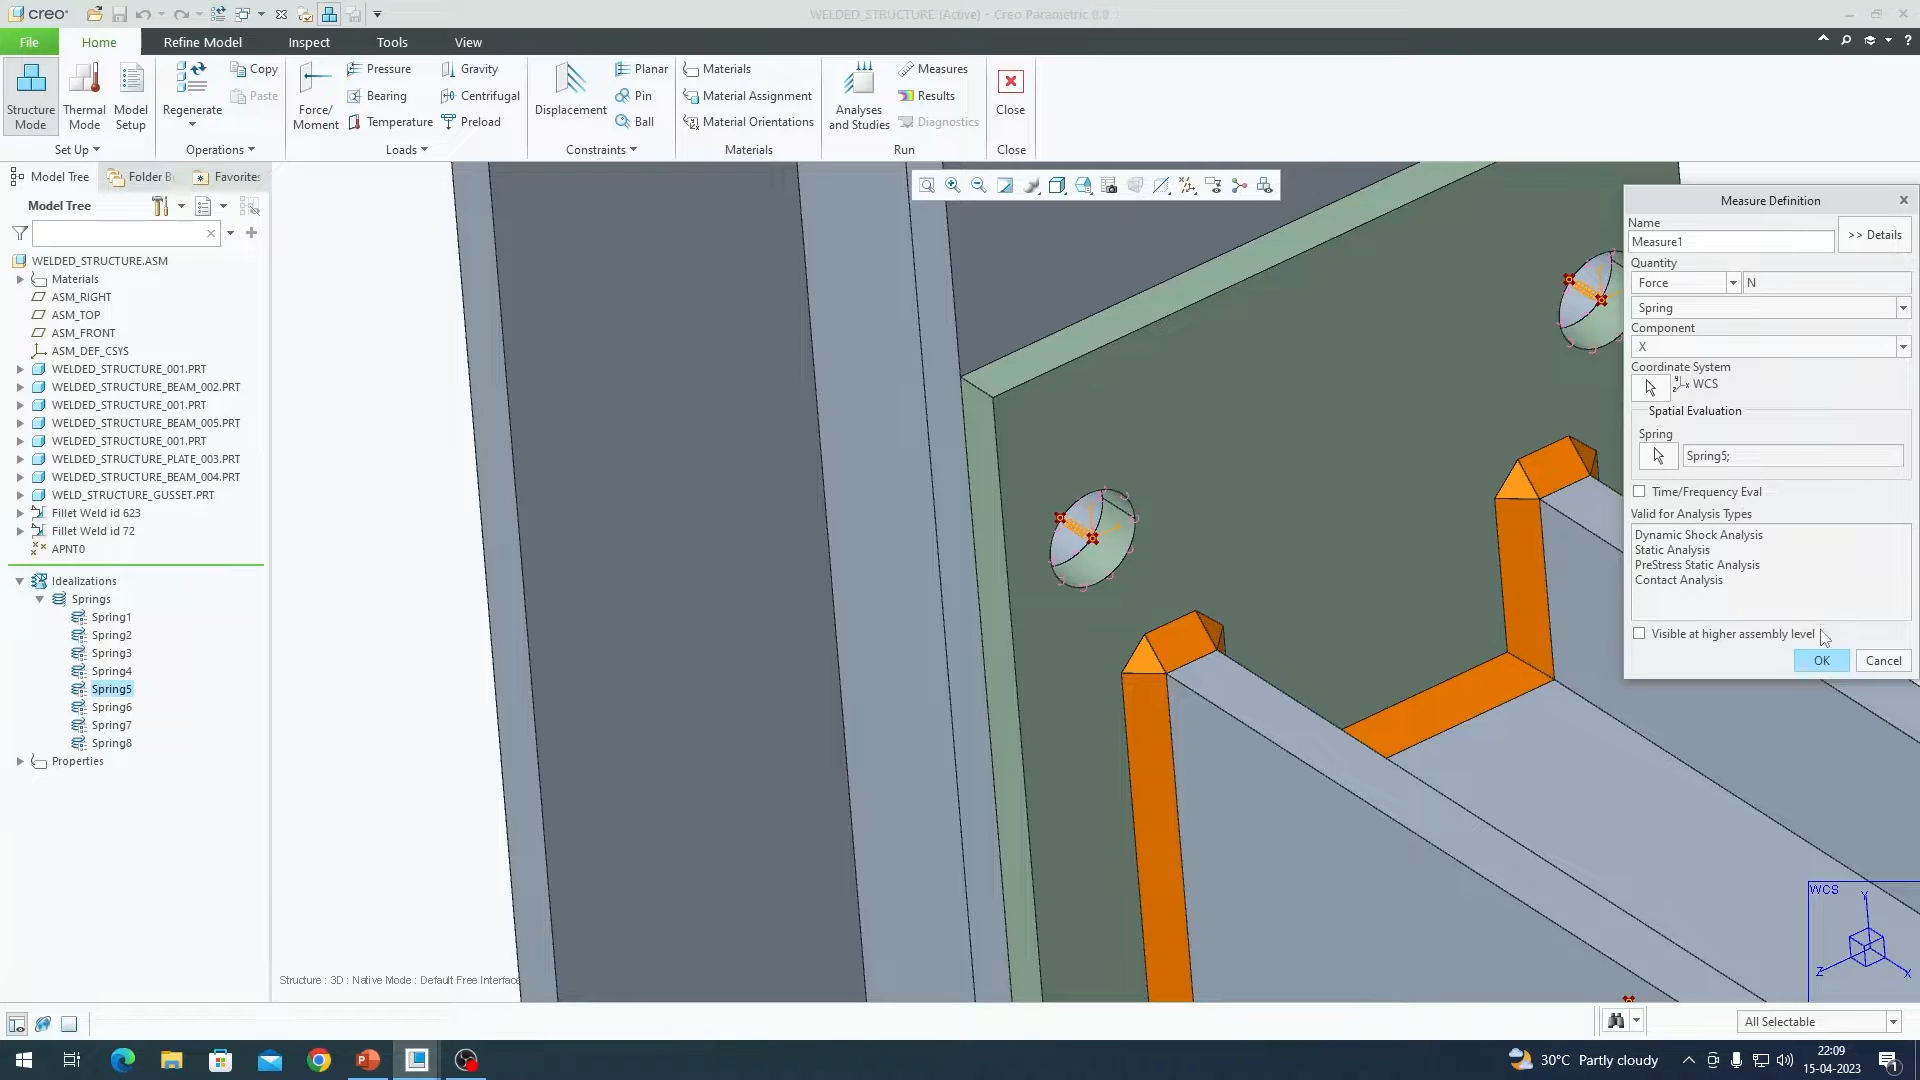 creo
WELDED_STRUCTURE (Active) - Creo Parametric 8.0
File
Home
Refine Model
Inspect
Tools
View
Structure Mode
Thermal Mode
Model Setup
Set Up
Regenerate
Copy
Paste
Operations
Force/ Moment
Pressure
Bearing
Temperature
Gravity
Centrifugal
Preload
Loads
Displacement
Planar
Pin
Ball
Constraints
Materials
Material Assignment
Material Orientations
Materials
Analyses and Studies
Measures
Results
Diagnostics
Run
Close
Close
Model Tree
Folder B
Favorites
Model Tree
WELDED_STRUCTURE.ASM
Materials
ASM_RIGHT
ASM_TOP
ASM_FRONT
ASM_DEF_CSYS
WELDED_STRUCTURE_001.PRT
WELDED_STRUCTURE_BEAM_002.PRT
WELDED_STRUCTURE_001.PRT
WELDED_STRUCTURE_BEAM_005.PRT
WELDED_STRUCTURE_001.PRT
WELDED_STRUCTURE_PLATE_003.PRT
WELDED_STRUCTURE_BEAM_004.PRT
WELD_STRUCTURE_GUSSET.PRT
Fillet Weld id 623
Fillet Weld id 72
APNT0
Idealizations
Springs
Spring1
Spring2
Spring3
Spring4
Spring5
Spring6
Spring7
Spring8
Properties
Structure : 3D : Native Mode : Default Free Interface
Measure Definition
Name
Measure1
>> Details
Quantity
Force
N
Spring
Component
X
Coordinate System
WCS
Spatial Evaluation
Spring
Spring5;
Time/Frequency Eval
Valid for Analysis Types
Dynamic Shock Analysis
Static Analysis
PreStress Static Analysis
Contact Analysis
Visible at higher assembly level
OK
Cancel
WCS
Y
Z
X
All Selectable
30°C Partly cloudy
22:09
15-04-2023
1